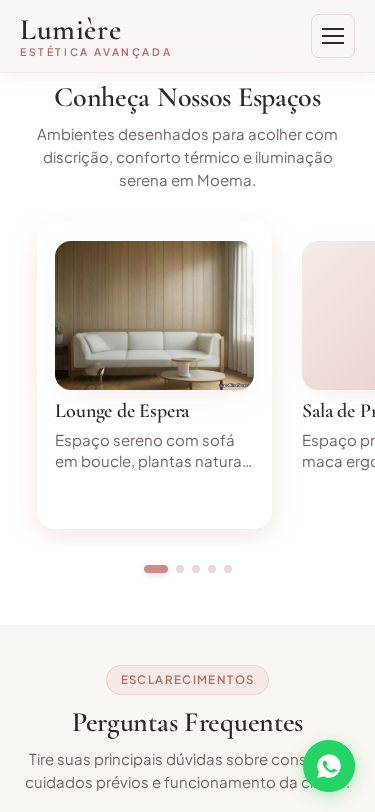 Lumière
ESTÉTICA AVANÇADA
Conheça Nossos Espaços
Ambientes desenhados para acolher com
discrição, conforto térmico e iluminação
serena em Moema.
Lounge de Espera
Espaço sereno com sofá
em boucle, plantas natura...
Sala de Pr
Espaço pr
maca ergo
ESCLARECIMENTOS
Perguntas Frequentes
Tire suas principais dúvidas sobre cons
cuidados prévios e funcionamento da c